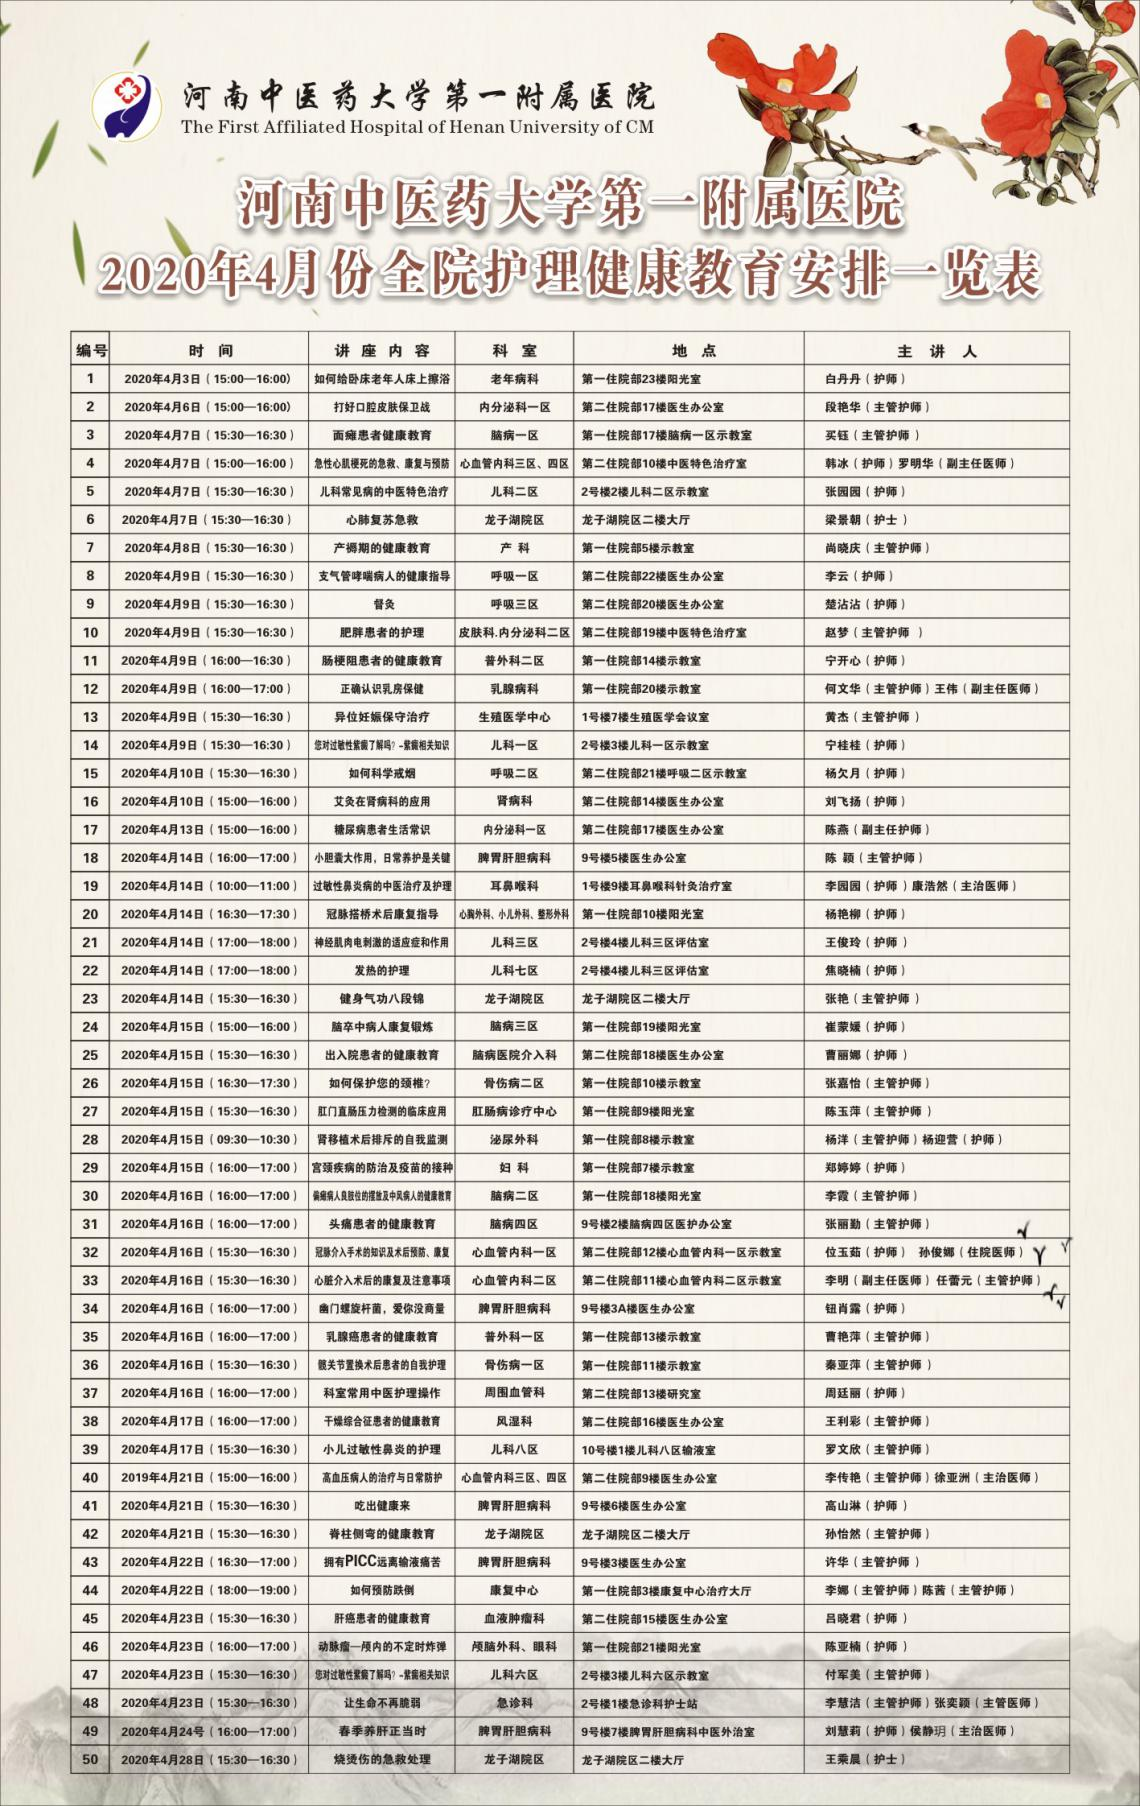 河南中医药大学第一附属医院
The First Affiliated Hospital of Henan University of CM
河南中医药大学第一附属医院
2020年4月份全院护理健康教育安排一览表
编号 时 间 讲 座 内 容 科 室 地 点 主 讲 人
1 2020年4月3日（15:00—16:00） 如何给卧床老年人床上擦浴 老年病科 第一住院部23楼阳光室 白丹丹（护师）
2 2020年4月6日（15:00—16:00） 打好口腔皮肤保卫战 内分泌科一区 第二住院部17楼医生办公室 段艳华（主管护师）
3 2020年4月7日（15:30—16:30） 面瘫患者健康教育 脑病一区 第一住院部17楼脑病一区示教室 买钰（主管护师）
4 2020年4月7日（15:00—16:00） 急性心肌梗死的急救、康复与预防 心血管内科三区、四区 第二住院部10楼中医特色治疗室 韩冰（护师）罗明华（副主任医师）
5 2020年4月7日（15:30—16:30） 儿科常见病的中医特色治疗 儿科二区 2号楼2楼儿科二区示教室 张园园（护师）
6 2020年4月7日（15:30—16:30） 心肺复苏急救 龙子湖院区 龙子湖院区二楼大厅 梁景朝（护士）
7 2020年4月8日（15:30—16:30） 产褥期的健康教育 产 科 第一住院部5楼示教室 尚晓庆（主管护师）
8 2020年4月9日（15:30—16:30） 支气管哮喘病人的健康指导 呼吸一区 第二住院部22楼医生办公室 李云（护师）
9 2020年4月9日（15:30—16:30） 督灸 呼吸三区 第二住院部20楼医生办公室 楚沾沾（护师）
10 2020年4月9日（15:30—16:30） 肥胖患者的护理 皮肤科.内分泌科二区 第二住院部19楼中医特色治疗室 赵梦（主管护师 ）
11 2020年4月9日（16:00—16:30） 肠梗阻患者的健康教育 普外科二区 第一住院部14楼示教室 宁开心（护师）
12 2020年4月9日（16:00—17:00） 正确认识乳房保健 乳腺病科 第一住院部20楼示教室 何文华（主管护师）王伟（副主任医师）
13 2020年4月9日（15:30—16:30） 异位妊娠保守治疗 生殖医学中心 1号楼7楼生殖医学会议室 黄杰（主管护师）
14 2020年4月9日（15:30—16:30） 您对过敏性紫癜了解吗？-紫癜相关知识 儿科一区 2号楼3楼儿科一区示教室 宁桂桂（护师）
15 2020年4月10日（15:30—16:30） 如何科学戒烟 呼吸二区 第二住院部21楼呼吸二区示教室 杨欠月（护师）
16 2020年4月10日（15:00—16:00） 艾灸在肾病科的应用 肾病科 第二住院部14楼医生办公室 刘飞扬（护师）
17 2020年4月13日（15:00—16:00） 糖尿病患者生活常识 内分泌科一区 第二住院部17楼医生办公室 陈燕（副主任护师）
18 2020年4月14日（16:00—17:00） 小胆囊大作用，日常养护是关键 脾胃肝胆病科 9号楼5楼医生办公室 陈 颖（主管护师）
19 2020年4月14日（10:00—11:00） 过敏性鼻炎病的中医治疗及护理 耳鼻喉科 1号楼9楼耳鼻喉科针灸治疗室 李园园（护师）康浩然（主治医师）
20 2020年4月14日（16:30—17:30） 冠脉搭桥术后康复指导 心胸外科、小儿外科、整形外科 第一住院部10楼阳光室 杨艳柳（护师）
21 2020年4月14日（17:00—18:00） 神经肌肉电刺激的适应症和作用 儿科三区 2号楼4楼儿科三区评估室 王俊玲（护师）
22 2020年4月14日（17:00—18:00） 发热的护理 儿科七区 2号楼4楼儿科三区评估室 焦晓楠（护师）
23 2020年4月14日（15:30—16:30） 健身气功八段锦 龙子湖院区 龙子湖院区二楼大厅 张艳（主管护师）
24 2020年4月15日（15:00—16:00） 脑卒中病人康复锻炼 脑病三区 第一住院部19楼阳光室 崔蒙媛（护师）
25 2020年4月15日（15:30—16:30） 出入院患者的健康教育 脑病医院介入科 第二住院部18楼医生办公室 曹丽娜（护师）
26 2020年4月15日（16:30—17:30） 如何保护您的颈椎? 骨伤病二区 第一住院部10楼示教室 张嘉怡（主管护师）
27 2020年4月15日（15:30—16:30） 肛门直肠压力检测的临床应用 肛肠病诊疗中心 第一住院部9楼阳光室 陈玉萍（主管护师）
28 2020年4月15日（09:30—10:30） 肾移植术后排斥的自我监测 泌尿外科 第一住院部8楼示教室 杨洋（主管护师）杨迎营（护师）
29 2020年4月15日（16:00—17:00） 宫颈疾病的防治及疫苗的接种 妇 科 第一住院部7楼示教室 郑婷婷（护师）
30 2020年4月16日（16:00—17:00） 偏瘫病人良肢位的摆放及中风病人的健康教育 脑病二区 第一住院部18楼阳光室 李霞（主管护师）
31 2020年4月16日（16:00—17:00） 头痛患者的健康教育 脑病四区 9号楼2楼脑病四区医护办公室 张丽勤（主管护师）
32 2020年4月16日（16:30—17:30） 冠脉介入手术的知识及术后预防、康复 心血管内科一区 第二住院部12楼心血管内科一区示教室 位玉茹（护师） 孙俊娜（住院医师）
33 2020年4月16日（15:30—16:30） 心脏介入术后的康复及注意事项 心血管内科二区 第二住院部11楼心血管内科二区示教室 李明（副主任医师）任蕾元（主管护师）
34 2020年4月16日（16:00—17:00） 幽门螺旋杆菌，爱你没商量 脾胃肝胆病科 9号楼3A楼医生办公室 钮肖露（护师）
35 2020年4月16日（16:00—17:00） 乳腺癌患者的健康教育 普外科一区 第一住院部13楼示教室 曹艳萍（主管护师）
36 2020年4月16日（15:30—16:30） 髋关节置换术后患者的自我护理 骨伤病一区 第一住院部11楼示教室 秦亚萍（主管护师）
37 2020年4月16日（16:00—17:00） 科室常用中医护理操作 周围血管科 第二住院部13楼研究室 周廷丽（护师）
38 2020年4月17日（16:00—17:00） 干燥综合征患者的健康教育 风湿科 第二住院部16楼医生办公室 王利彩（主管护师）
39 2020年4月17日（15:30—16:30） 小儿过敏性鼻炎的护理 儿科八区 10号楼1楼儿科八区输液室 罗文欣（主管护师）
40 2019年4月21日（15:00—16:00） 高血压病人的治疗与日常防护 心血管内科三区、四区 第二住院部9楼医生办公室 李传艳（主管护师）徐亚洲（主治医师）
41 2020年4月21日（15:30—16:30） 吃出健康来 脾胃肝胆病科 9号楼6楼医生办公室 高山淋（护师）
42 2020年4月21日（15:30—16:30） 脊柱侧弯的健康教育 龙子湖院区 龙子湖院区二楼大厅 孙怡然（主管护师）
43 2020年4月22日（16:30—17:00） 拥有PICC远离输液痛苦 脾胃肝胆病科 9号楼3楼医生办公室 许华（主管护师）
44 2020年4月22日（18:00—19:00） 如何预防跌倒 康复中心 第一住院部3楼康复中心治疗大厅 李娜（主管护师）陈茜（主管护师）
45 2020年4月23日（15:30—16:30） 肝癌患者的健康教育 血液肿瘤科 第二住院部15楼医生办公室 吕晓君（护师）
46 2020年4月23日（16:00—17:00） 动脉瘤—颅内的不定时炸弹 颅脑外科、眼科 第一住院部21楼阳光室 陈亚楠（护师）
47 2020年4月23日（15:30—16:30） 您对过敏性紫癜了解吗？-紫癜相关知识 儿科六区 2号楼3楼儿科六区示教室 付军美（主管护师）
48 2020年4月23日（15:30—16:30） 让生命不再脆弱 急诊科 2号楼1楼急诊科护士站 李慧洁（主管护师）张奕颖（主管医师）
49 2020年4月24号（16:00—17:00） 春季养肝正当时 脾胃肝胆病科 9号楼7楼脾胃肝胆病科中医外治室 刘慧莉（护师）侯静玥（主治医师）
50 2020年4月28日（15:30—16:30） 烧烫伤的急救处理 龙子湖院区 龙子湖院区二楼大厅 王乘晨（护士）